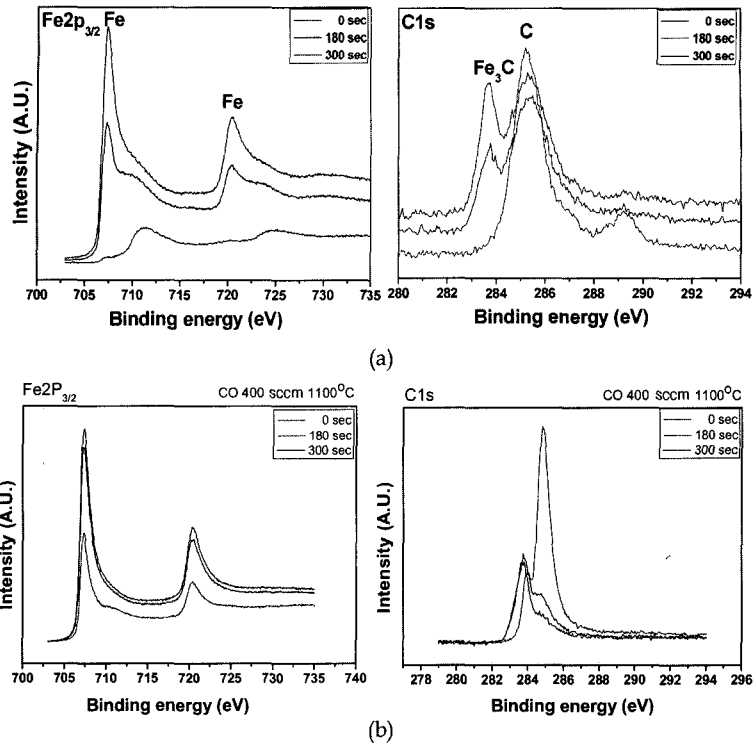 Fe2p3/2 Fe
Fe
0 sec
180 sec
300 sec
Intensity (A.U.)
700 705 710 715 720 725 730 735
Binding energy (eV)
C1s
C
Fe3C
0 sec
180 sec
300 sec
280 282 284 286 288 290 292 294
Binding energy (eV)
(a)
Fe2P3/2 CO 400 sccm 1100°C
0 sec
180 sec
300 sec
Intensity (A.U.)
700 705 710 715 720 725 730 735 740
Binding energy (eV)
C1s CO 400 sccm 1100°C
0 sec
180 sec
300 sec
Intensity (A.U.)
278 280 282 284 286 288 290 292 294 296
Binding energy (eV)
(b)